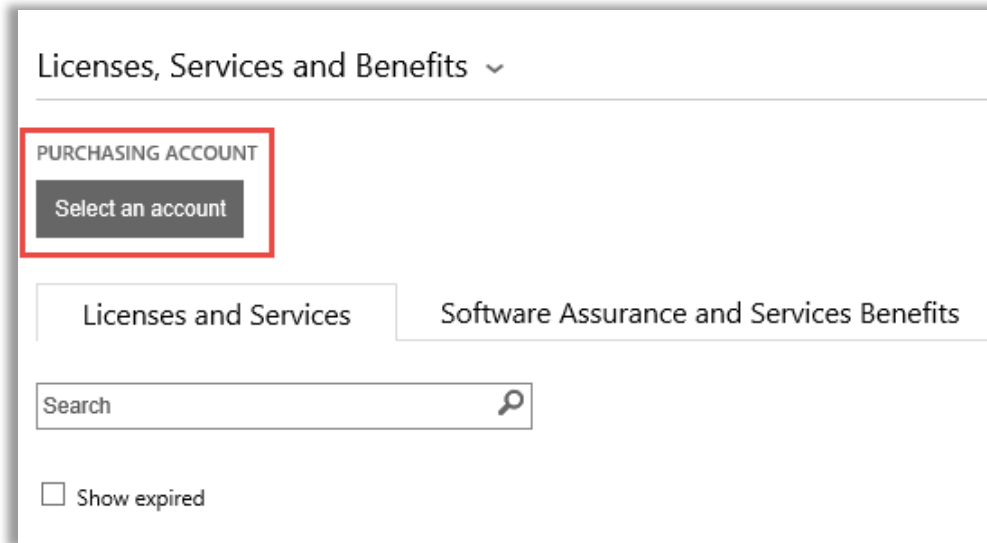 Licenses, Services and Benefits
PURCHASING ACCOUNT
Select an account
Licenses and Services
Software Assurance and Services Benefits
Search
Show expired